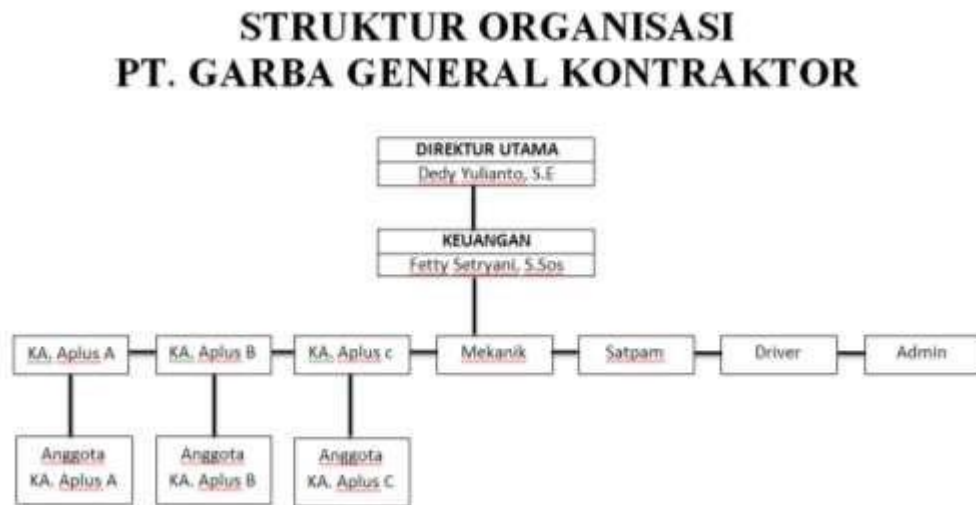 STRUKTUR ORGANISASI
PT. GARBA GENERAL KONTRAKTOR
DIREKTUR UTAMA
Dedy Yulianto, S.E
KEUANGAN
Fetty Setryani, S.Sos
KA. Aplus A
KA. Aplus B
KA. Aplus c
Mekanik
Satpam
Driver
Admin
Anggota
KA. Aplus A
Anggota
KA. Aplus B
Anggota
KA. Aplus C